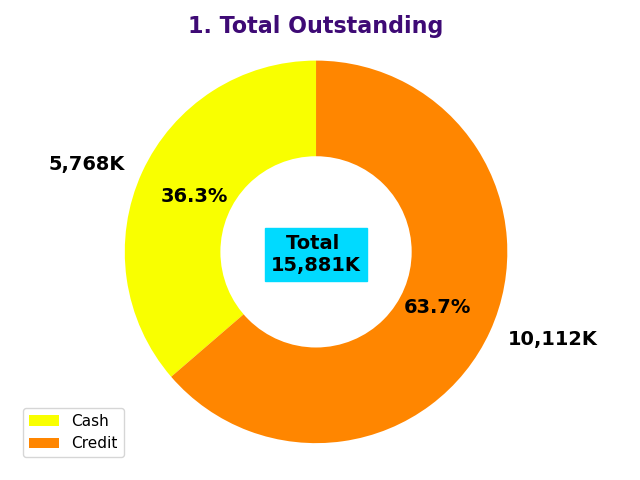 1. Total Outstanding
5,768K
36.3%
Total
15,881K
63.7%
10,112K
Cash
Credit